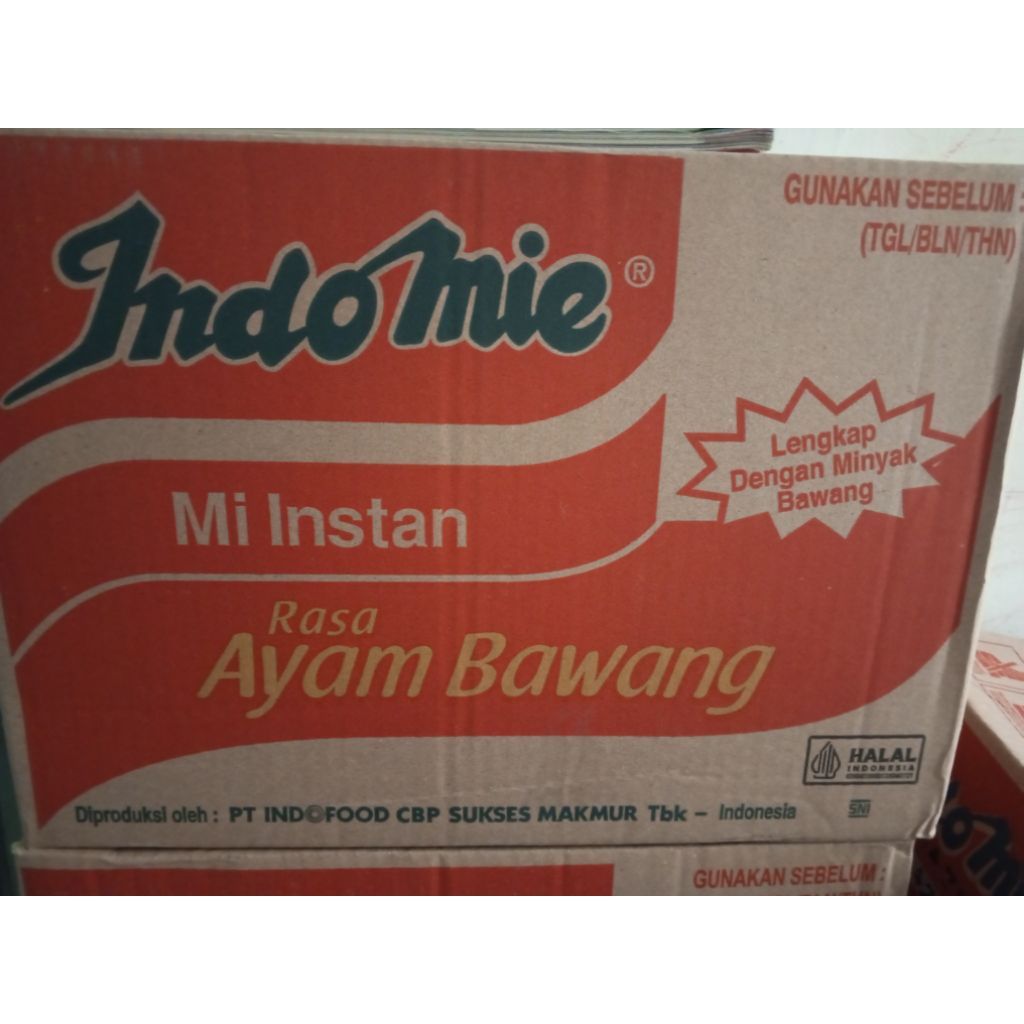 Indomie®
GUNAKAN SEBELUM :
(TGL/BLN/THN)
Lengkap
Dengan Minyak
Bawang
Mi Instan
Rasa
Ayam Bawang
HALAL
INDONESIA
Diproduksi oleh : PT INDOFOOD CBP SUKSES MAKMUR Tbk – Indonesia
SNI
GUNAKAN SEBELUM :